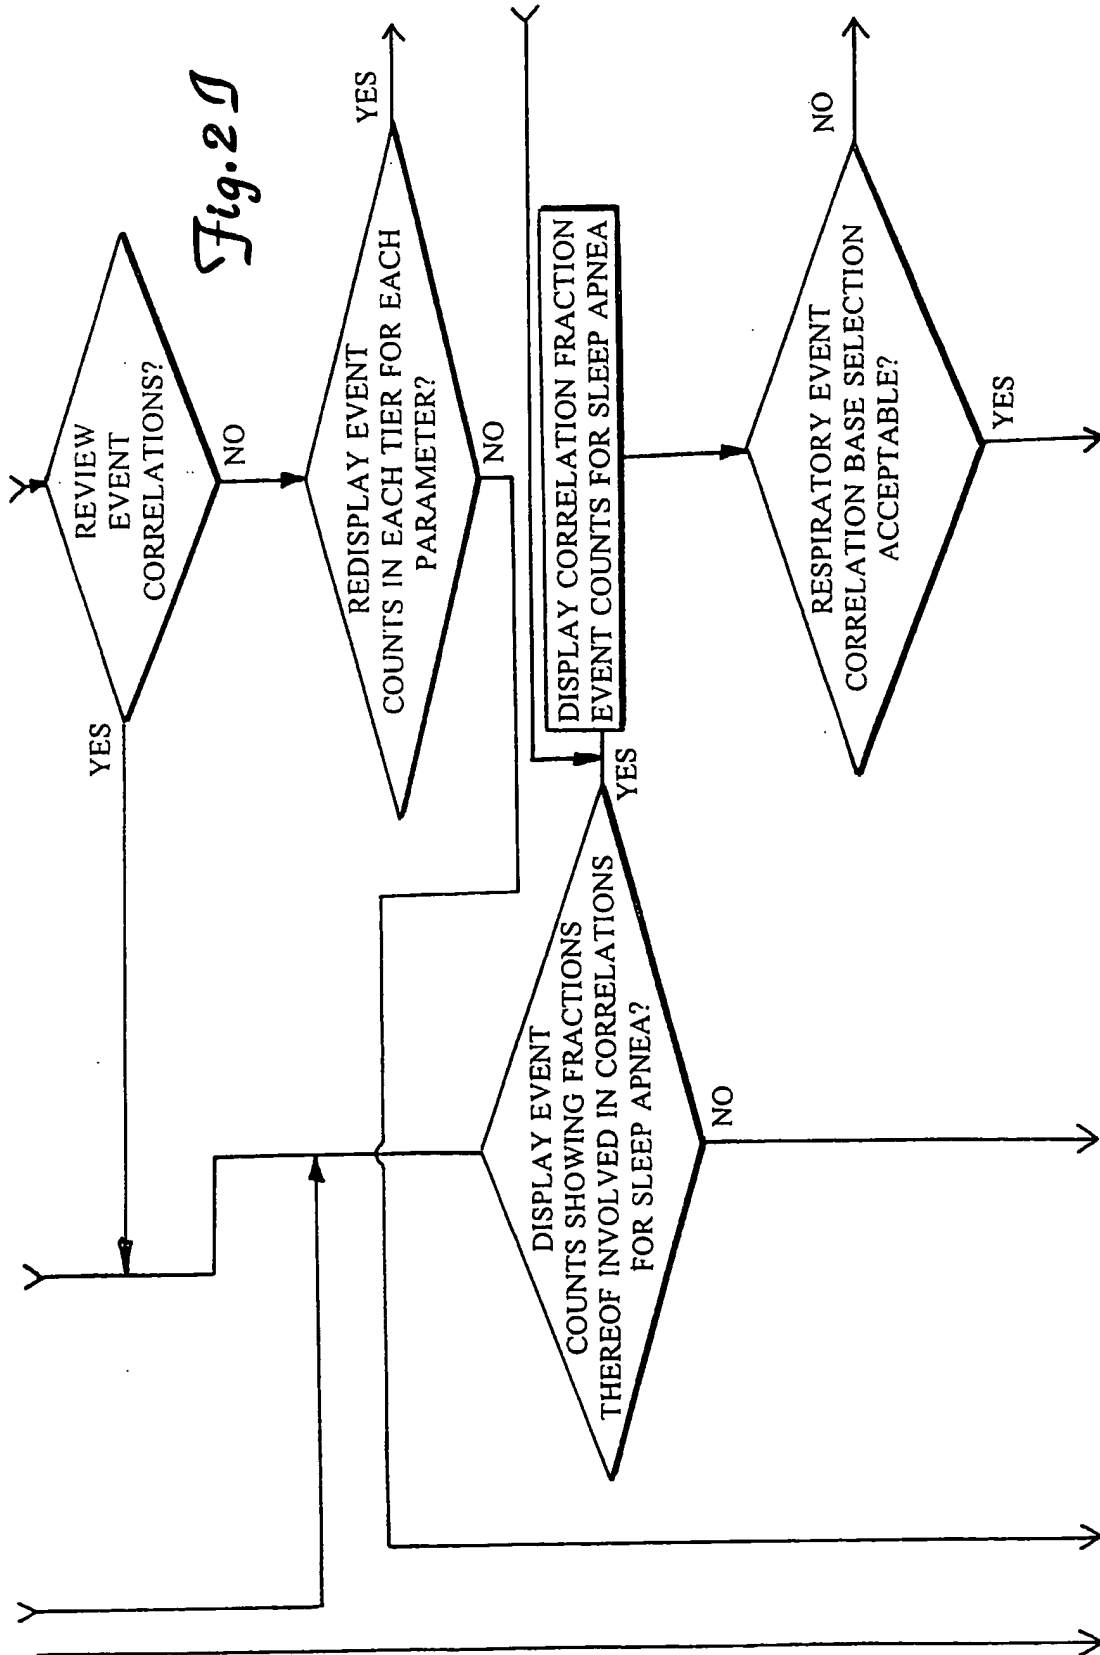 Fig. 2I
REVIEW
EVENT
CORRELATIONS?
YES
NO
REDISPLAY EVENT
COUNTS IN EACH TIER FOR EACH
PARAMETER?
YES
NO
DISPLAY EVENT
COUNTS SHOWING FRACTIONS
THEREOF INVOLVED IN CORRELATIONS
FOR SLEEP APNEA?
YES
NO
DISPLAY CORRELATION FRACTION
EVENT COUNTS FOR SLEEP APNEA
RESPIRATORY EVENT
CORRELATION BASE SELECTION
ACCEPTABLE?
NO
YES